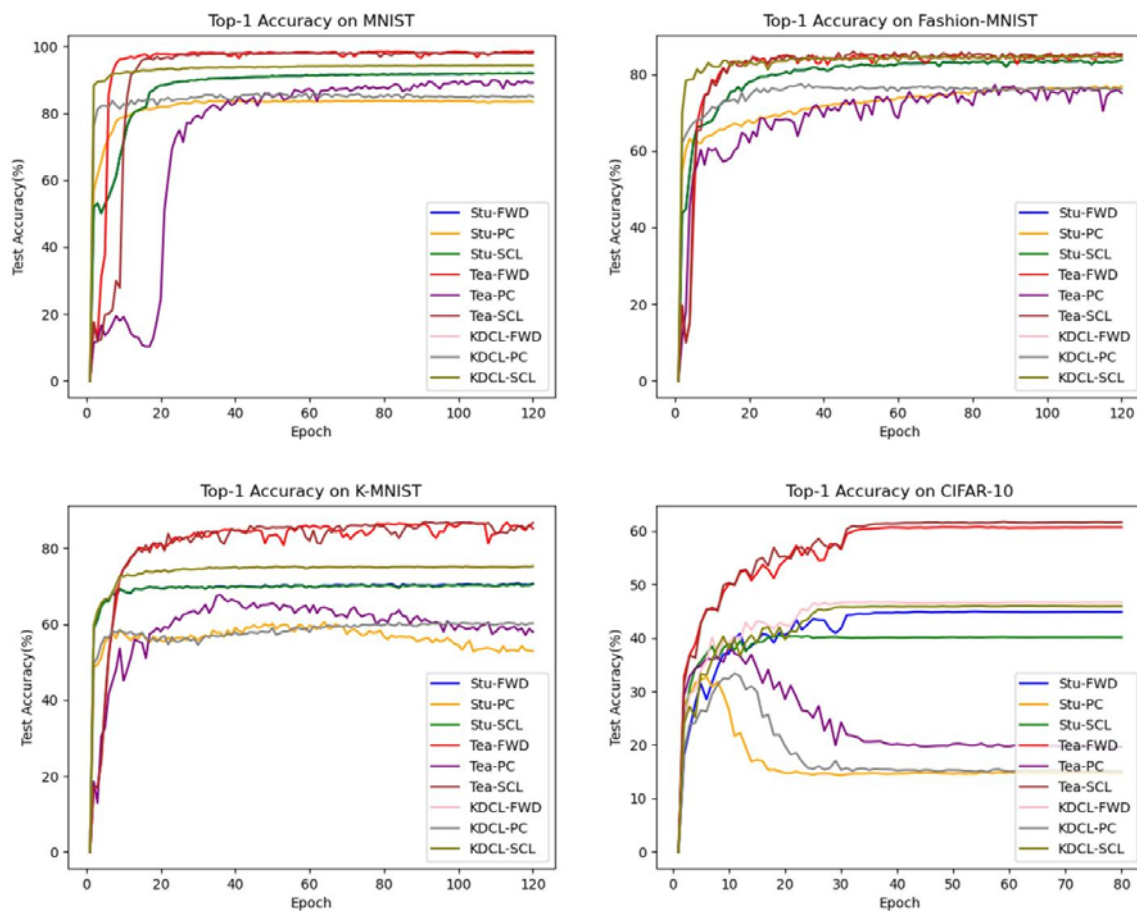 Top-1 Accuracy on MNIST
100
80
60
40
20
0
Test Accuracy(%)
0 20 40 60 80 100 120
Epoch
Stu-FWD
Stu-PC
Stu-SCL
Tea-FWD
Tea-PC
Tea-SCL
KDCL-FWD
KDCL-PC
KDCL-SCL
Top-1 Accuracy on Fashion-MNIST
80
60
40
20
0
Test Accuracy(%)
0 20 40 60 80 100 120
Epoch
Stu-FWD
Stu-PC
Stu-SCL
Tea-FWD
Tea-PC
Tea-SCL
KDCL-FWD
KDCL-PC
KDCL-SCL
Top-1 Accuracy on K-MNIST
80
60
40
20
0
Test Accuracy(%)
0 20 40 60 80 100 120
Epoch
Stu-FWD
Stu-PC
Stu-SCL
Tea-FWD
Tea-PC
Tea-SCL
KDCL-FWD
KDCL-PC
KDCL-SCL
Top-1 Accuracy on CIFAR-10
60
50
40
30
20
10
0
Test Accuracy(%)
0 10 20 30 40 50 60 70 80
Epoch
Stu-FWD
Stu-PC
Stu-SCL
Tea-FWD
Tea-PC
Tea-SCL
KDCL-FWD
KDCL-PC
KDCL-SCL